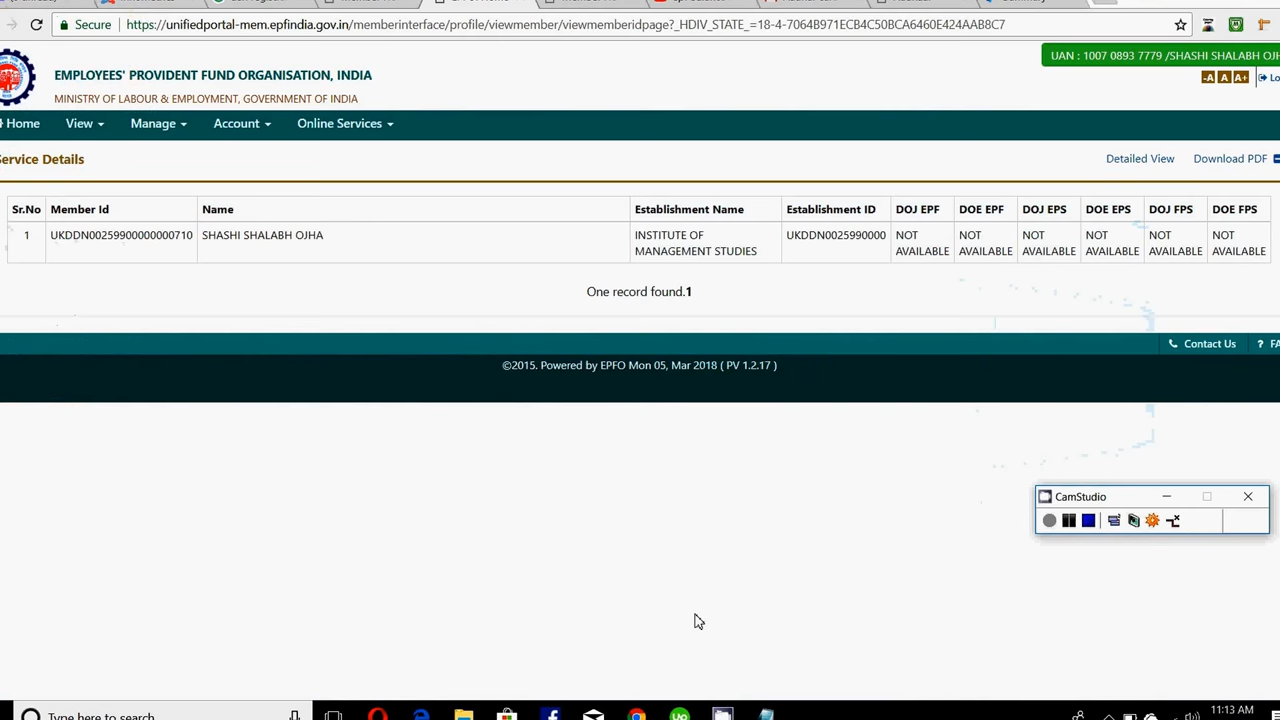 Secure https://unifiedportal-mem.epfindia.gov.in/memberinterface/profile/viewmember/viewmemberidpage?_HDIV_STATE_=18-4-7064B971ECB4C50BCA6460E424AAB8C7
UAN : 1007 0893 7779 /SHASHI SHALABH OJH
EMPLOYEES' PROVIDENT FUND ORGANISATION, INDIA
-A A A+ Lo
MINISTRY OF LABOUR & EMPLOYMENT, GOVERNMENT OF INDIA
Home View Manage Account Online Services
ervice Details Detailed View Download PDF
Sr.No Member Id Name Establishment Name Establishment ID DOJ EPF DOE EPF DOJ EPS DOE EPS DOJ FPS DOE FPS
1 UKDDN00259900000000710 SHASHI SHALABH OJHA INSTITUTE OF UKDDN0025990000 NOT NOT NOT NOT NOT NOT
MANAGEMENT STUDIES AVAILABLE AVAILABLE AVAILABLE AVAILABLE AVAILABLE AVAILABLE
One record found.1
Contact Us ? FA
©2015. Powered by EPFO Mon 05, Mar 2018 ( PV 1.2.17 )
CamStudio
Type here to search 11:13 AM